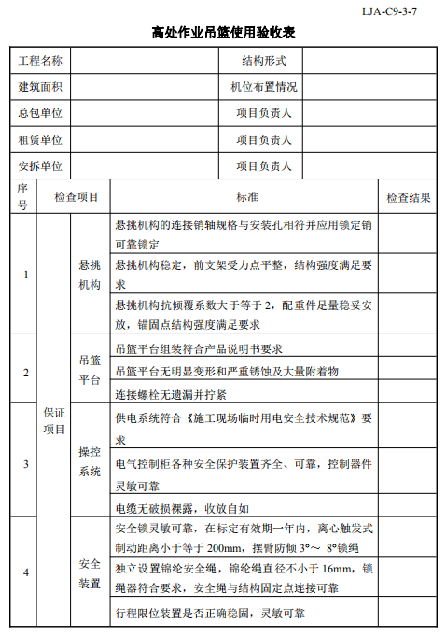 LJA-C9-3-7
高处作业吊篮使用验收表
工程名称 结构形式
建筑面积 机位布置情况
总包单位 项目负责人
租赁单位 项目负责人
安拆单位 项目负责人
序号 检查项目 标准 检查结果
保证项目
1
悬挑机构
悬挑机构的连接销轴规格与安装孔相符并应用锁定销
可靠锁定
悬挑机构稳定，前支架受力点平整，结构强度满足要
求
悬挑机构抗倾覆系数大于等于 2，配重件足量稳妥安
放，锚固点结构强度满足要求
2
吊篮平台
吊篮平台组装符合产品说明书要求
吊篮平台无明显变形和严重锈蚀及大量附着物
连接螺栓无遗漏并拧紧
3
操控系统
供电系统符合《施工现场临时用电安全技术规范》要
求
电气控制柜各种安全保护装置齐全、可靠，控制器件
灵敏可靠
电缆无破损裸露，收放自如
4
安全装置
安全锁灵敏可靠，在标定有效期一年内，离心触发式
制动距离小于等于 200mm，摆臂防倾 3°～ 8°锁绳
独立设置锦纶安全绳，锦纶绳直径不小于 16mm，锁
绳器符合要求，安全绳与结构固定点连接可靠
行程限位装置是否正确稳固，灵敏可靠